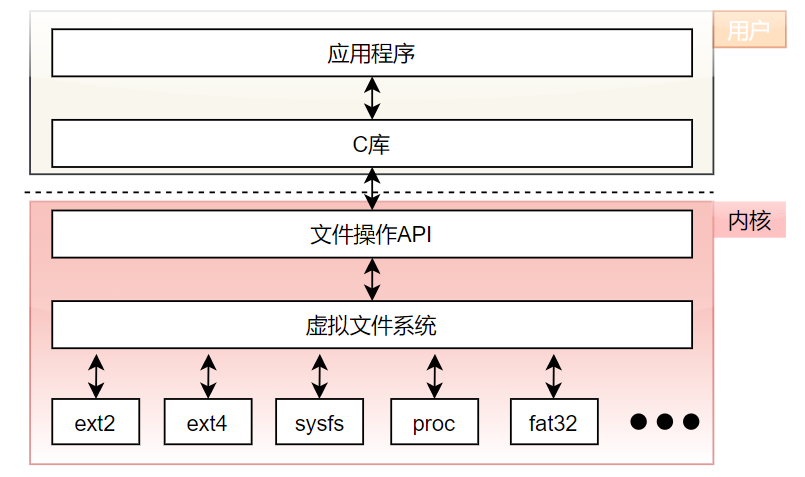 用户
应用程序
C库
内核
文件操作API
虚拟文件系统
ext2
ext4
sysfs
proc
fat32